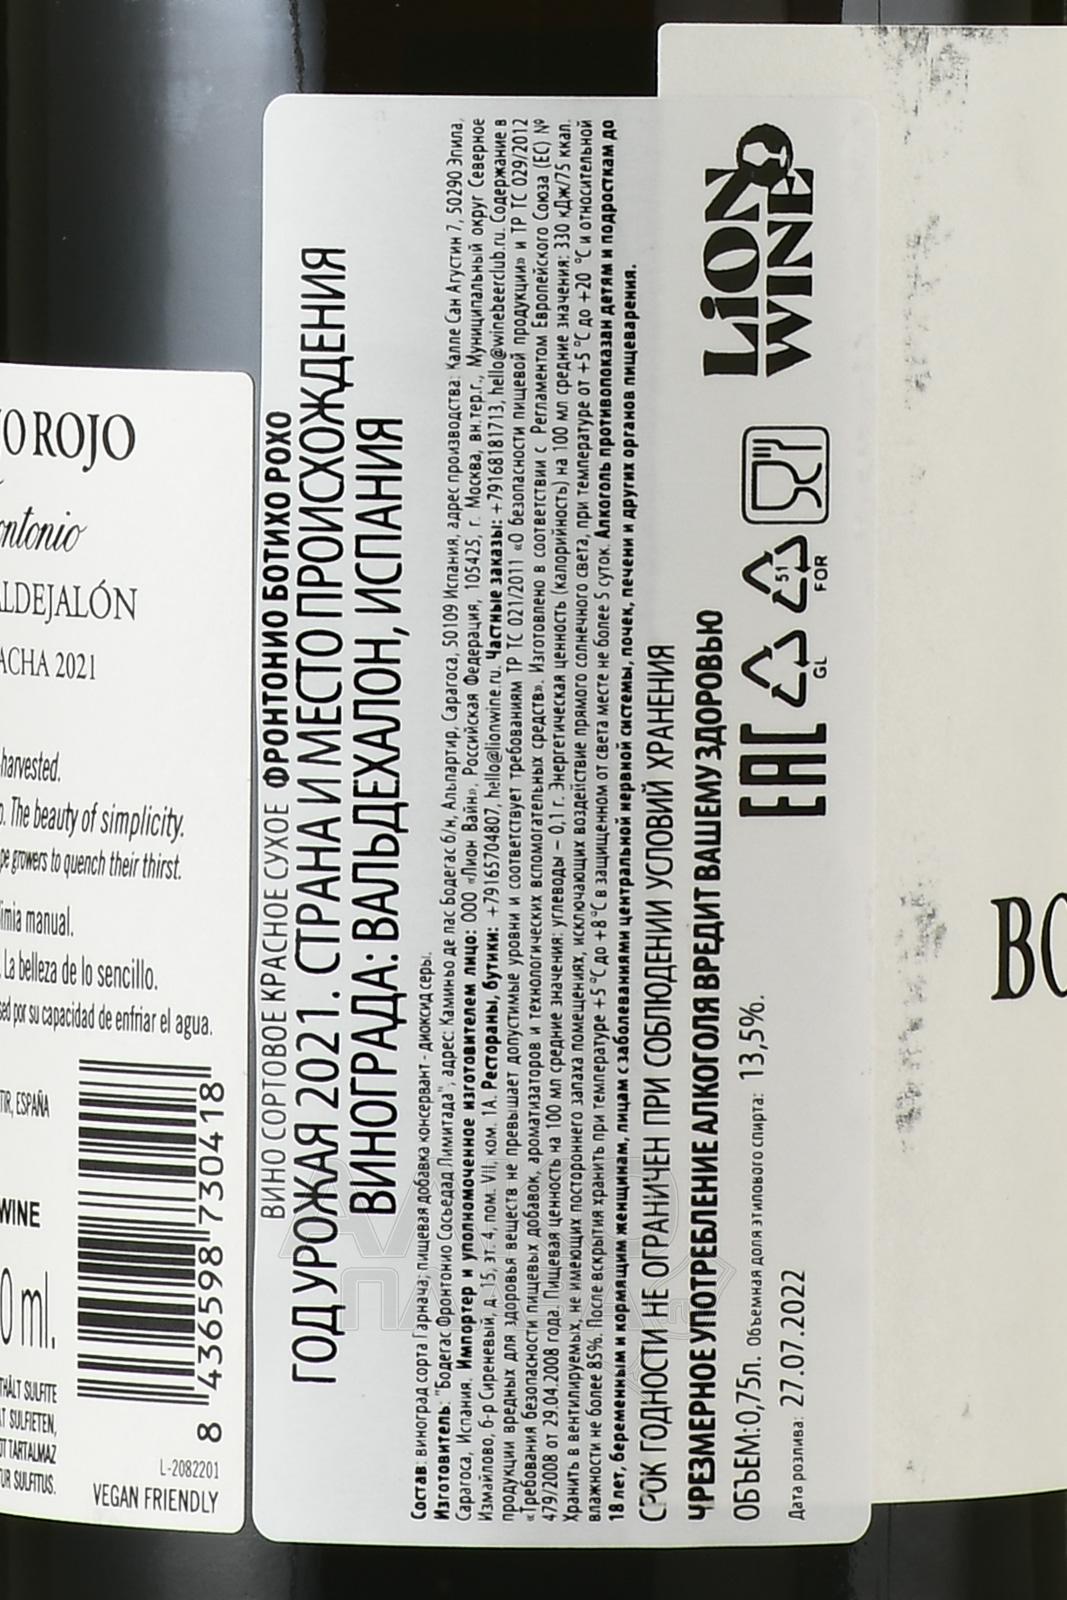 JO ROJO
ontonio
ALDEJALÓN
ACHA 2021
harvested.
The beauty of simplicity.
growers to quench their thirst.
manual.
La belleza de lo sencillo.
por su capacidad de enfriar el agua.
ESPAÑA
WINE
0 ml.
SULFITE
SULFIETEN,
TARTALMAZ
SULFITUS.
8 436598 730418
L-2082201
VEGAN FRIENDLY
ВИНО СОРТОВОЕ КРАСНОЕ СУХОЕ ФРОНТОНИО БОТИХО РОХО
ГОД УРОЖАЯ 2021. СТРАНА И МЕСТО ПРОИСХОЖДЕНИЯ
ВИНОГРАДА: ВАЛЬДЕХАЛОН, ИСПАНИЯ
Состав: виноград сорта Гарнача; пищевая добавка консервант - диоксид серы.
Изготовитель: "Бодегас Фронтонио Сосьедад Лимитада", адрес: Каминьо де лас Бодегас б/н, Альпартир, Сарагоса, 50109 Испания, адрес производства: Калле Сан Агустин 7, 50290 Эпила,
Сарагоса, Испания. Импортер и уполномоченное изготовителем лицо: ООО «Лион Вайн», Российская Федерация, 105425, г. Москва, вн.тер.г., Муниципальный округ Северное
Измайлово, б-р Сиреневый, д.15, эт. 4, пом. VII, ком. 1А. Рестораны, бутики: +79165704807, hello@lionwine.ru. Частные заказы: +79168181713, hello@winebeerclub.ru. Содержание в
продукции вредных для здоровья веществ не превышает допустимые уровни и соответствует требованиям ТР ТС 021/2011 «О безопасности пищевой продукции» и ТР ТС 029/2012
«Требования безопасности пищевых добавок, ароматизаторов и технологических вспомогательных средств». Изготовлено в соответствии с Регламентом Европейского Союза (ЕС) №
479/2008 от 29.04.2008 года. Пищевая ценность на 100 мл средние значения: углеводы – 0,1 г. Энергетическая ценность (калорийность) на 100 мл средние значения: 330 кДж/75 ккал.
Хранить в вентилируемых, не имеющих постороннего запаха помещениях, исключающих воздействие прямого солнечного света, при температуре от +5 °С до +20 °С и относительной
влажности не более 85%. После вскрытия хранить при температуре +5 °С до +8 °С в защищенном от света месте не более 5 суток. Алкоголь противопоказан детям и подросткам до
18 лет, беременным и кормящим женщинам, лицам с заболеваниями центральной нервной системы, почек, печени и других органов пищеварения.
СРОК ГОДНОСТИ НЕ ОГРАНИЧЕН ПРИ СОБЛЮДЕНИИ УСЛОВИЙ ХРАНЕНИЯ
ЧРЕЗМЕРНОЕ УПОТРЕБЛЕНИЕ АЛКОГОЛЯ ВРЕДИТ ВАШЕМУ ЗДОРОВЬЮ
ОБЪЕМ:0,75л. Объемная доля этилового спирта: 13,5%.
Дата розлива: 27.07.2022
EAC
GL
51
FOR
LiON
WINE
BO